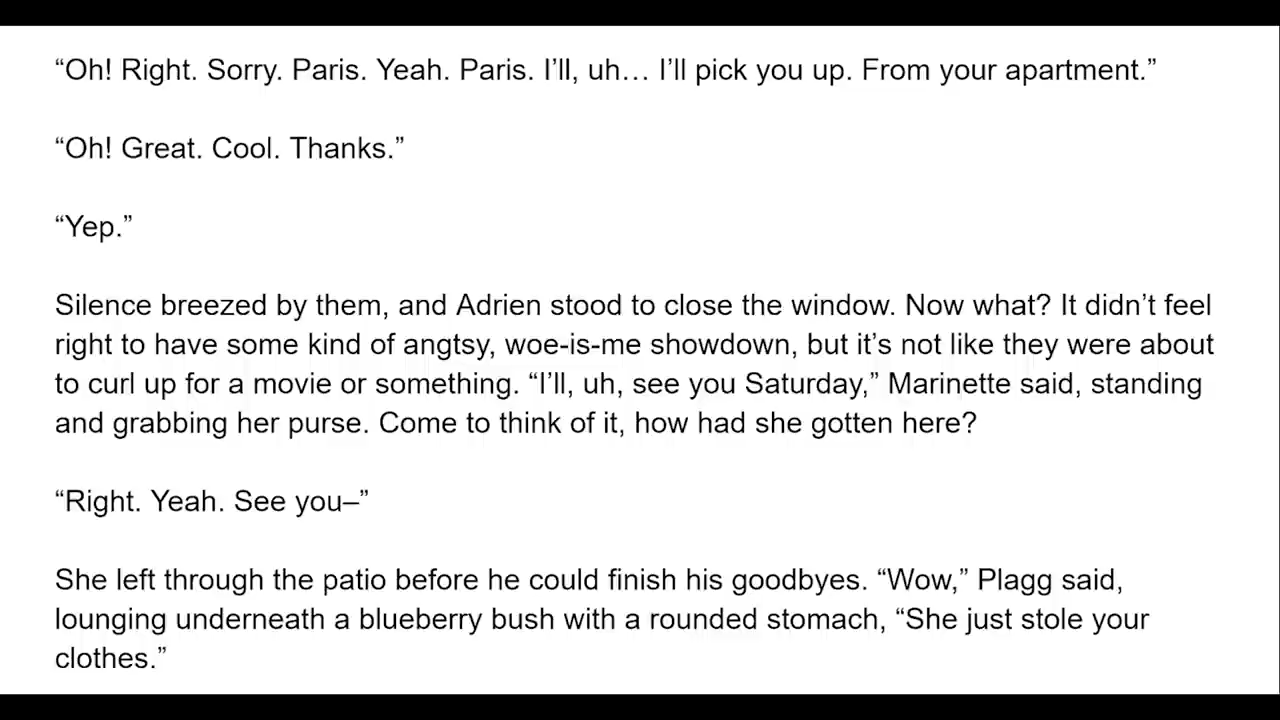 “Oh! Right. Sorry. Paris. Yeah. Paris. I’ll, uh… I’ll pick you up. From your apartment.”
“Oh! Great. Cool. Thanks.”
“Yep.”
Silence breezed by them, and Adrien stood to close the window. Now what? It didn’t feel
right to have some kind of angtsy, woe-is-me showdown, but it’s not like they were about
to curl up for a movie or something. “I’ll, uh, see you Saturday,” Marinette said, standing
and grabbing her purse. Come to think of it, how had she gotten here?
“Right. Yeah. See you–”
She left through the patio before he could finish his goodbyes. “Wow,” Plagg said,
lounging underneath a blueberry bush with a rounded stomach, “She just stole your
clothes.”